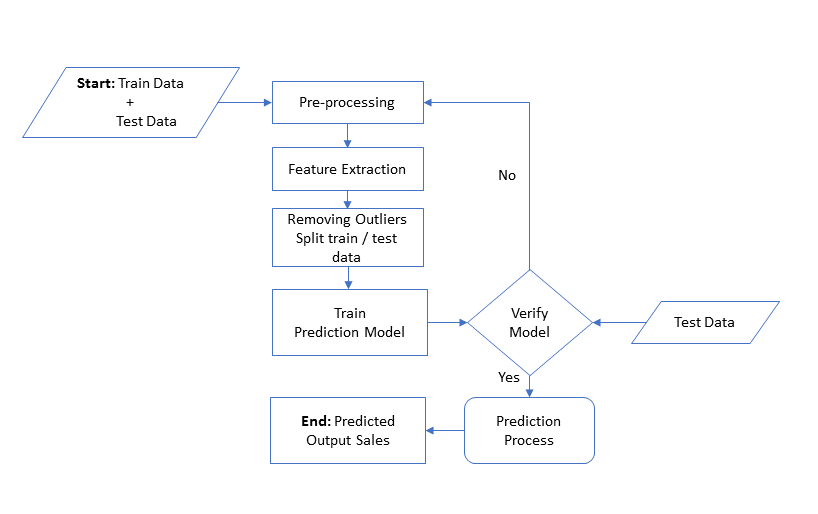 Start: Train Data
+
Test Data
Pre-processing
Feature Extraction
No
Removing Outliers
Split train / test
data
Train
Prediction Model
Verify
Model
Test Data
Yes
Prediction
Process
End: Predicted
Output Sales